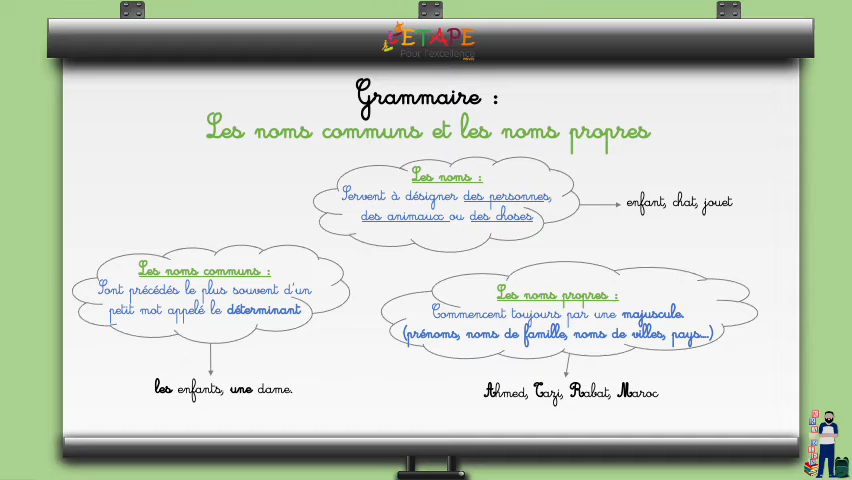 ETAPE
Pour l'excellence
Grammaire :
Les noms communs et les noms propres
Les noms :
Servent à désigner des personnes,
des animaux ou des choses
enfant, chat, jouet
Les noms communs :
Sont précédés le plus souvent d'un
petit mot appelé le déterminant
les enfants, une dame.
Les noms propres :
Commencent toujours par une majuscule.
(prénoms, noms de famille, noms de villes, pays....)
Ahmed, Tazi, Rabat, Maroc